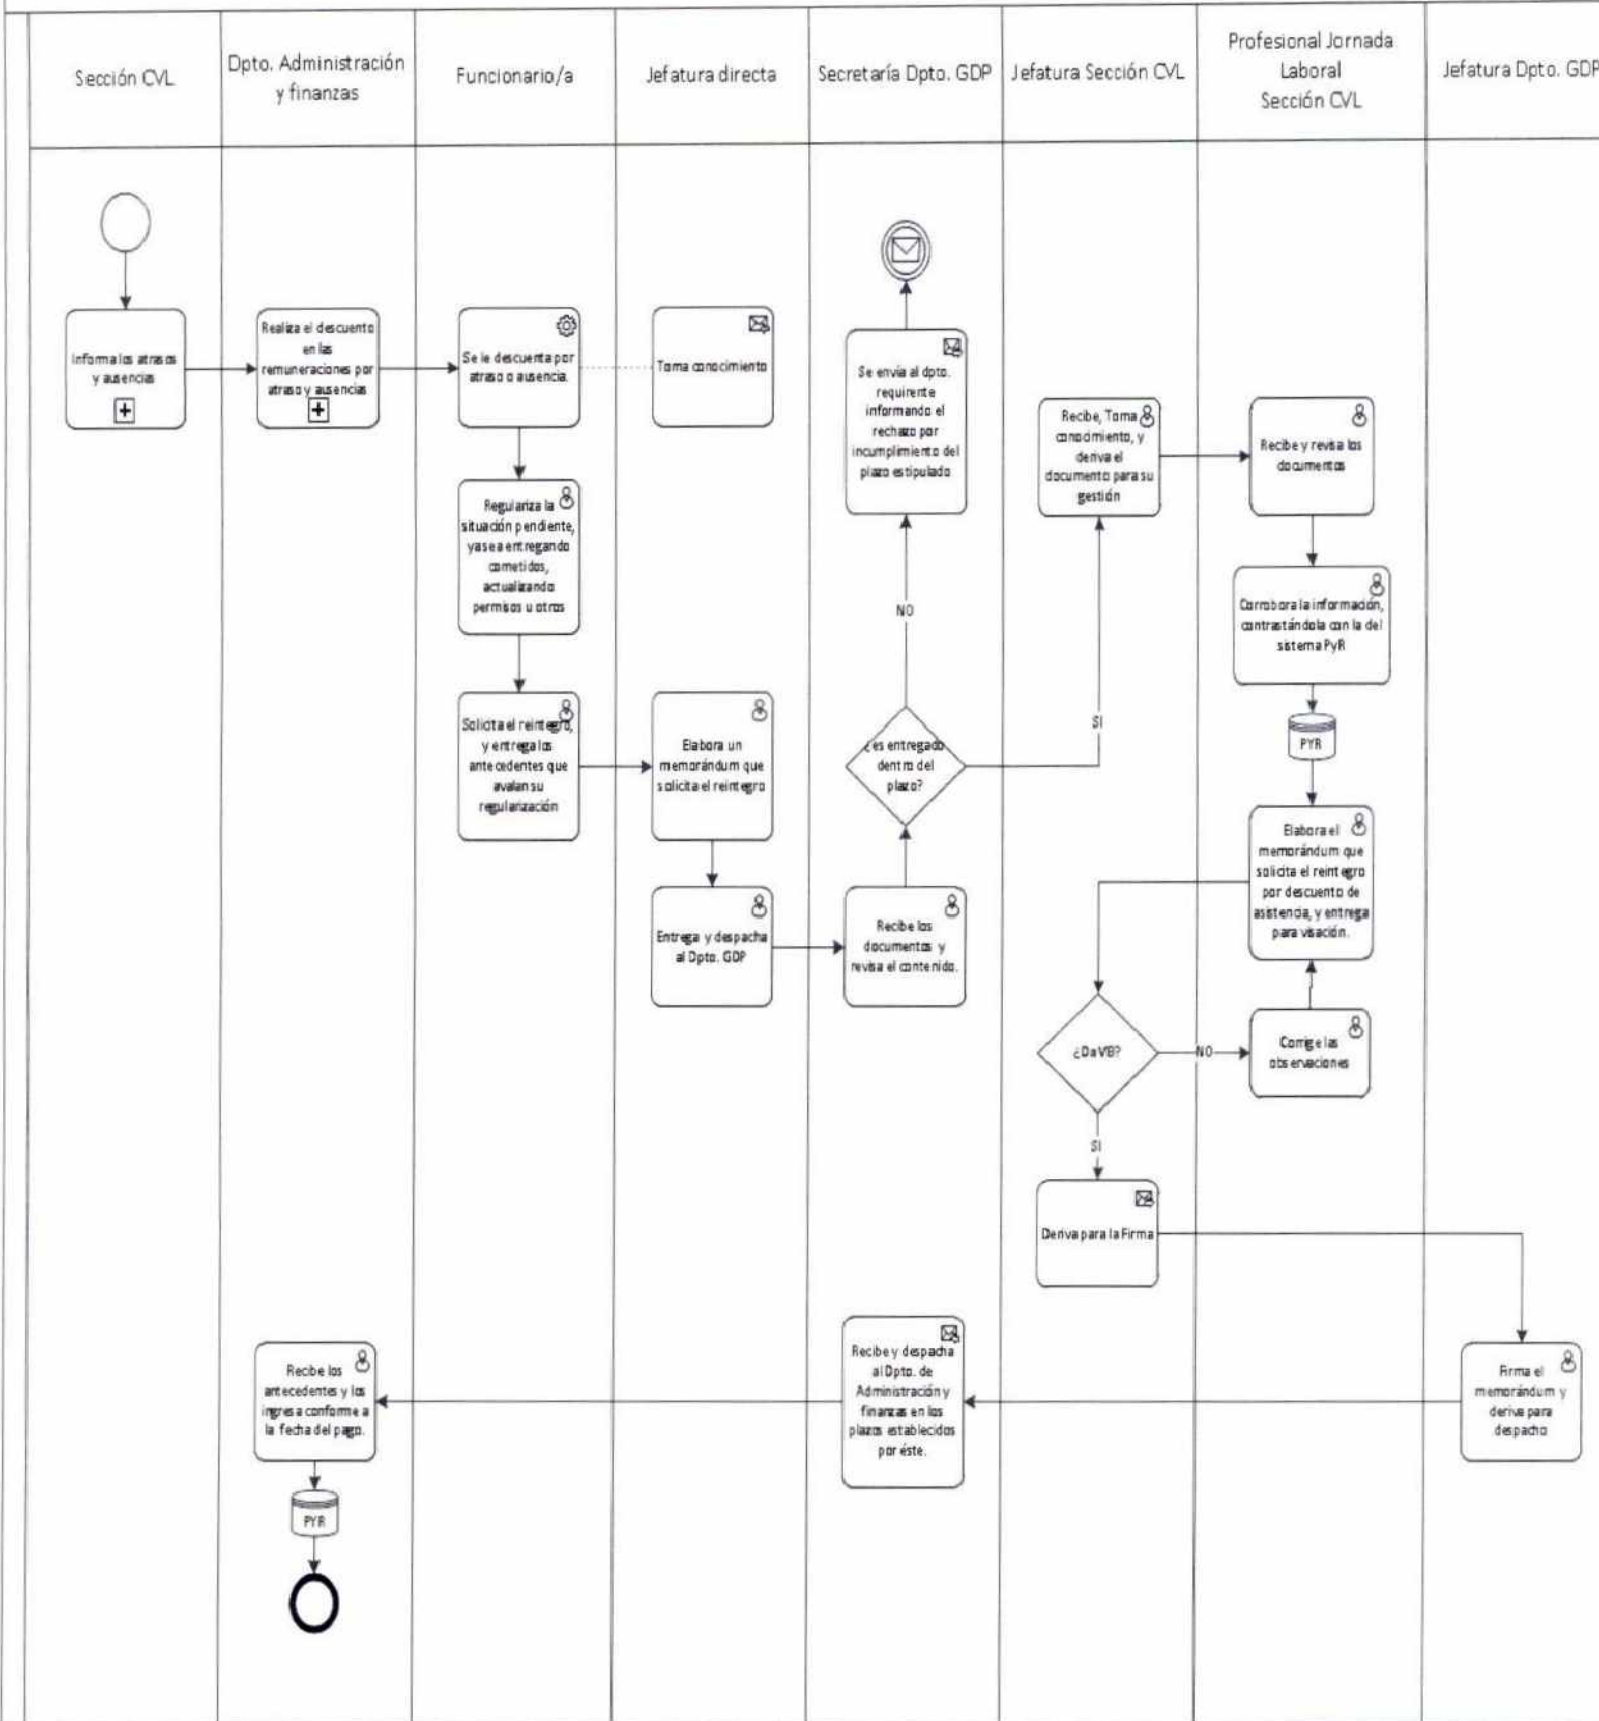 Sección CVL
Dpto. Administración
y finanzas
Funcionario/a
Jefatura directa
Secretaría Dpto. GDP
Jefatura Sección CVL
Profesional Jornada
Laboral
Sección CVL
Jefatura Dpto. GDP
Informa los atrasos
y ausencias
Realiza el descuento
en las
remuneraciones por
atraso y ausencias
Se le descuenta por
atraso o ausencia.
Toma conocimiento
Se envía al dpto.
requirente
informando el
rechazo por
incumplimiento del
plazo estipulado
Recibe, Toma
conocimiento, y
deriva el
documento para su
gestión
Recibe y revisa los
documentos
Regulariza la
situación pendiente,
ya sea entregando
cometidos,
actualizando
permisos u otros
NO
Corrobora la información,
contrastándola con la del
sistema PyR
Solicita el reintegro,
y entrega los
antecedentes que
avalan su
regularización
Elabora un
memorándum que
solicita el reintegro
¿es entregado
dentro del
plazo?
SI
PYR
Elabora el
memorándum que
solicita el reintegro
por descuento de
asistencia, y entrega
para visación.
Entrega y despacha
al Dpto. GDP
Recibe los
documentos y
revisa el contenido.
¿Da VB?
NO
Corrige las
observaciones
SI
Deriva para la Firma
Recibe los
antecedentes y los
ingresa conforme a
la fecha del pago.
Recibe y despacha
al Dpto. de
Administración y
finanzas en los
plazos establecidos
por éste.
Firma el
memorándum y
deriva para
despacho
PYR